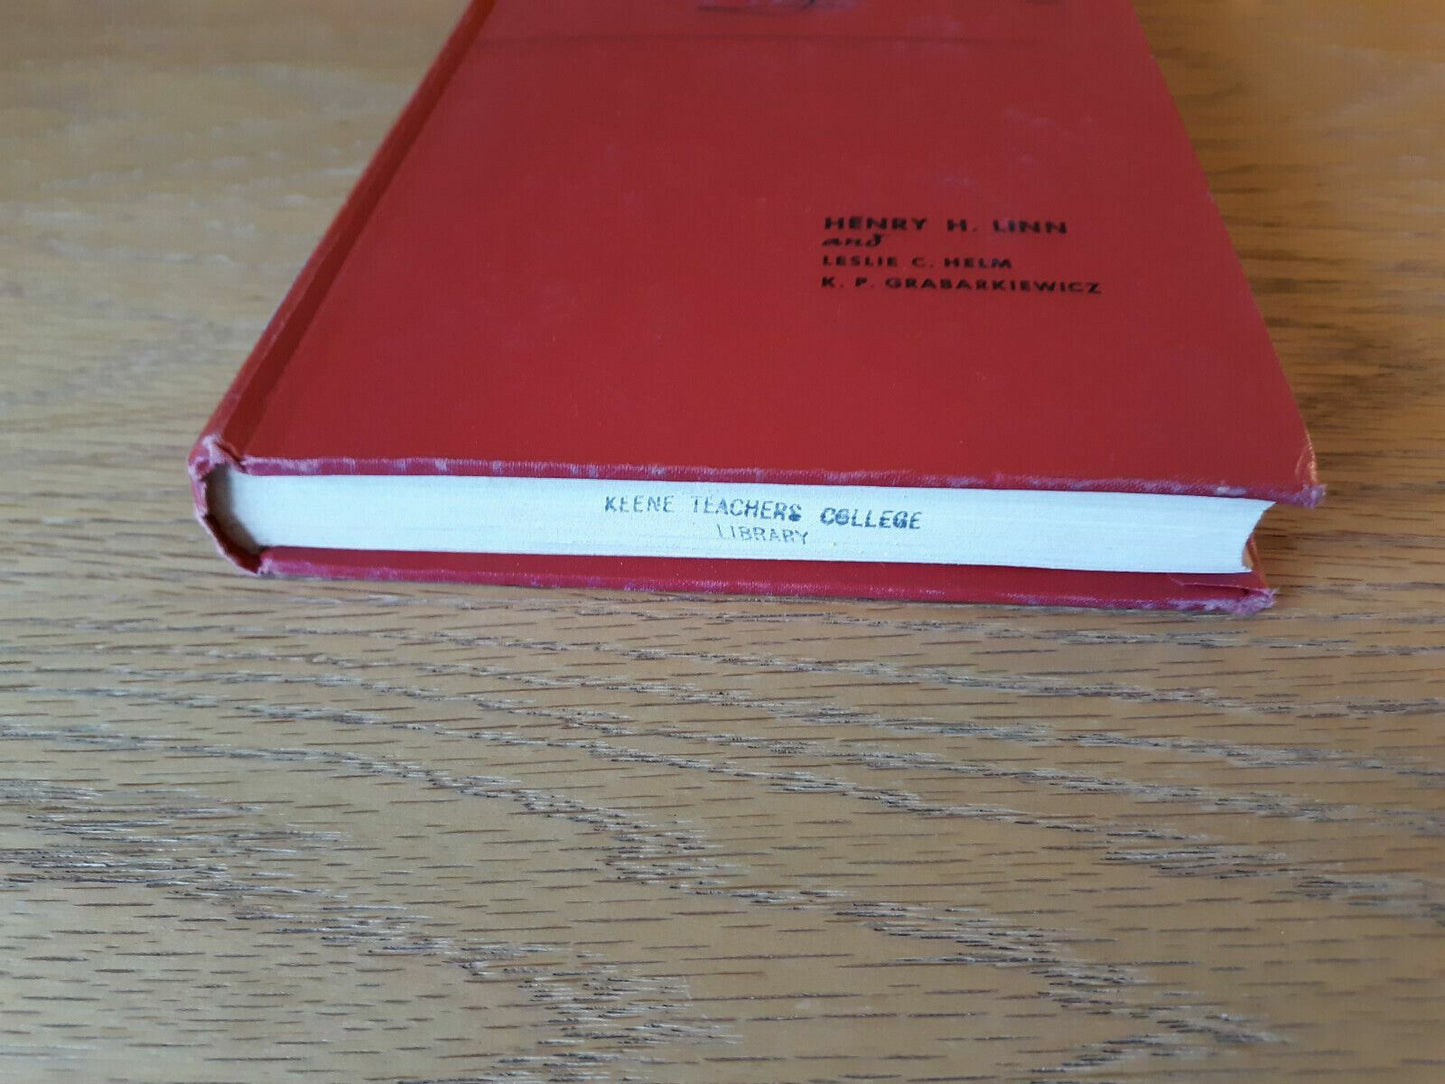 HENRY H. LINN
and
LESLIE C. HELM
K. P. GRABARKIEWICZ
KEENE TEACHERS COLLEGE
LIBRARY